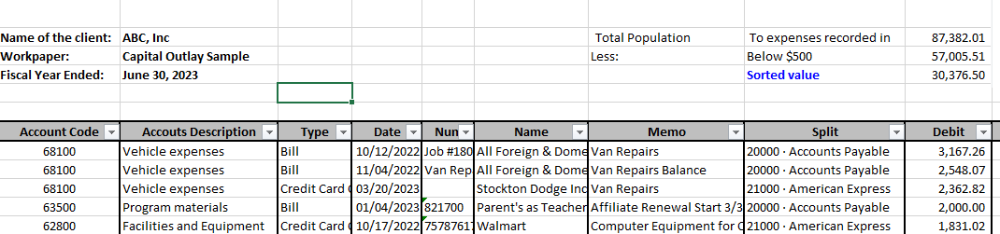 Name of the client: ABC, Inc Total Population To expenses recorded in 87,382.01
Workpaper: Capital Outlay Sample Less: Below $500 57,005.51
Fiscal Year Ended: June 30, 2023 Sorted value 30,376.50
Account Code Accouts Description Type Date Nun Name Memo Split Debit
68100 Vehicle expenses Bill 10/12/2022 Job #180 All Foreign & Dome Van Repairs 20000 · Accounts Payable 3,167.26
68100 Vehicle expenses Bill 11/04/2022 Van Rep All Foreign & Dome Van Repairs Balance 20000 · Accounts Payable 2,548.07
68100 Vehicle expenses Credit Card 03/20/2023 Stockton Dodge Inc Van Repairs 21000 · American Express 2,362.82
63500 Program materials Bill 01/04/2023 821700 Parent's as Teacher Affiliate Renewal Start 3/3 20000 · Accounts Payable 2,000.00
62800 Facilities and Equipment Credit Card 10/17/2022 7578761 Walmart Computer Equipment for 21000 · American Express 1,831.02